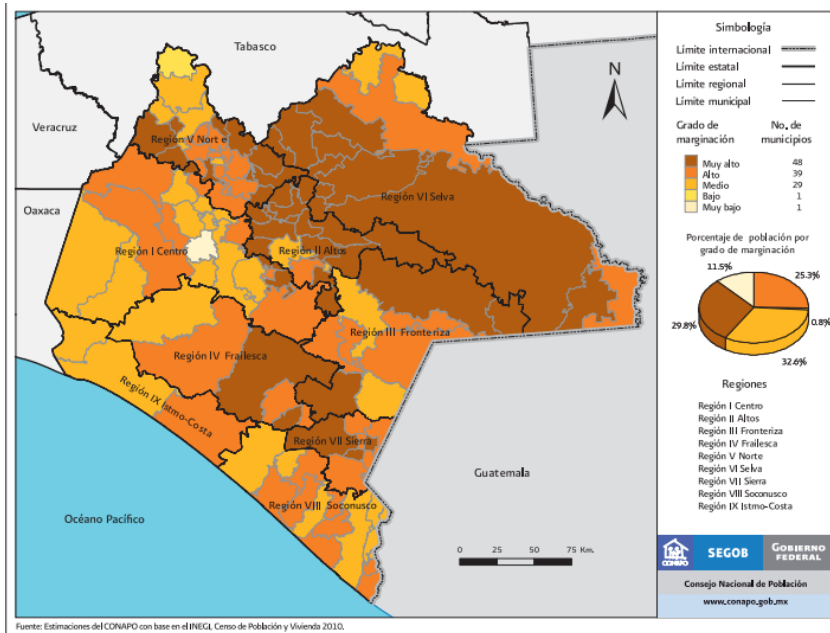 Tabasco
Veracruz
Oaxaca
Región V Norte
Región VI Selva
Región I Centro
Región II Altos
Región III Fronteriza
Región IV Frailesca
Región IX Istmo-Costa
Región VII Sierra
Región VIII Soconusco
Guatemala
Océano Pacífico
N
0 25 50 75 Km.
Simbología
Límite internacional
Límite estatal
Límite regional
Límite municipal
Grado de marginación No. de municipios
Muy alto 48
Alto 39
Medio 29
Bajo 1
Muy bajo 1
Porcentaje de población por
grado de marginación
11.5%
25.3%
0.8%
29.8%
32.6%
Regiones
Región I Centro
Región II Altos
Región III Fronteriza
Región IV Frailesca
Región V Norte
Región VI Selva
Región VII Sierra
Región VIII Soconusco
Región IX Istmo-Costa
CONAPO
SEGOB
GOBIERNO
FEDERAL
Consejo Nacional de Población
www.conapo.gob.mx
Fuente: Estimaciones del CONAPO con base en el INEGI, Censo de Población y Vivienda 2010.